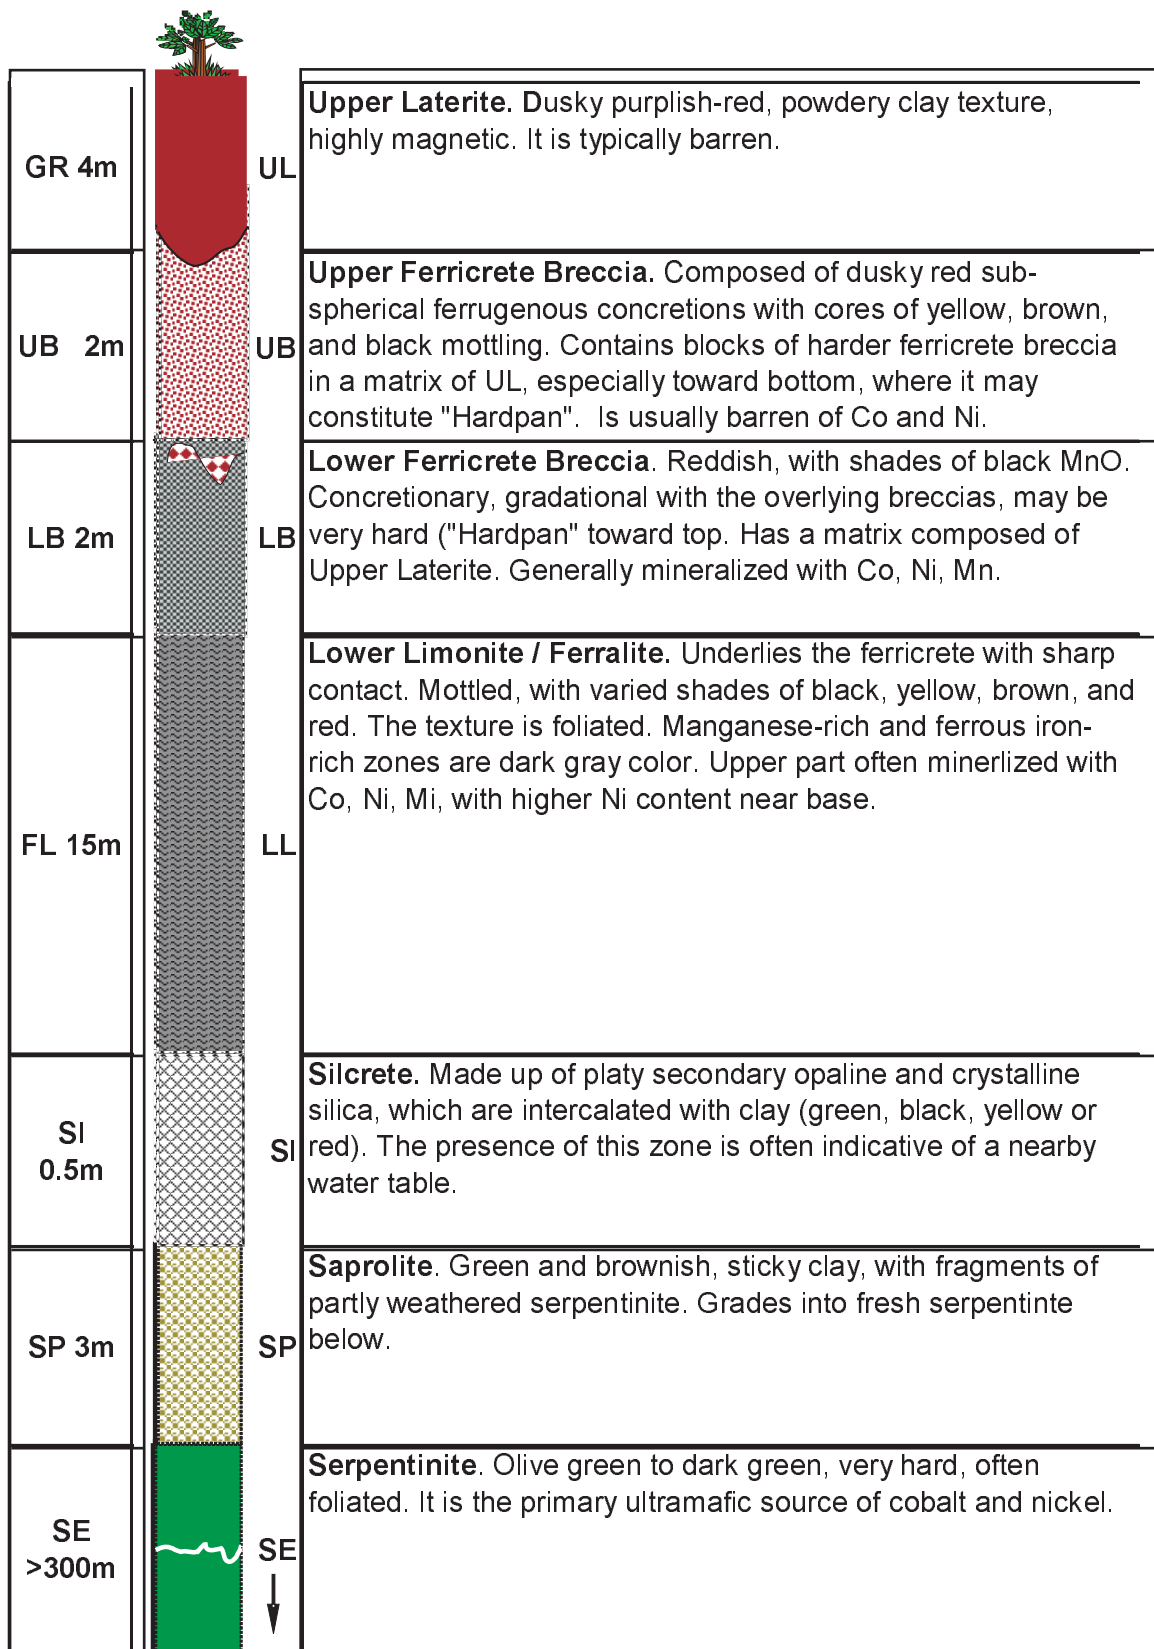 GR 4m
UL
Upper Laterite. Dusky purplish-red, powdery clay texture,
highly magnetic. It is typically barren.
UB 2m
UB
Upper Ferricrete Breccia. Composed of dusky red sub-
spherical ferrugenous concretions with cores of yellow, brown,
and black mottling. Contains blocks of harder ferricrete breccia
in a matrix of UL, especially toward bottom, where it may
constitute "Hardpan". Is usually barren of Co and Ni.
LB 2m
LB
Lower Ferricrete Breccia. Reddish, with shades of black MnO.
Concretionary, gradational with the overlying breccias, may be
very hard ("Hardpan" toward top. Has a matrix composed of
Upper Laterite. Generally mineralized with Co, Ni, Mn.
FL 15m
LL
Lower Limonite / Ferralite. Underlies the ferricrete with sharp
contact. Mottled, with varied shades of black, yellow, brown, and
red. The texture is foliated. Manganese-rich and ferrous iron-
rich zones are dark gray color. Upper part often minerlized with
Co, Ni, Mi, with higher Ni content near base.
SI
0.5m
SI
Silcrete. Made up of platy secondary opaline and crystalline
silica, which are intercalated with clay (green, black, yellow or
red). The presence of this zone is often indicative of a nearby
water table.
SP 3m
SP
Saprolite. Green and brownish, sticky clay, with fragments of
partly weathered serpentinite. Grades into fresh serpentinte
below.
SE
>300m
SE
Serpentinite. Olive green to dark green, very hard, often
foliated. It is the primary ultramafic source of cobalt and nickel.